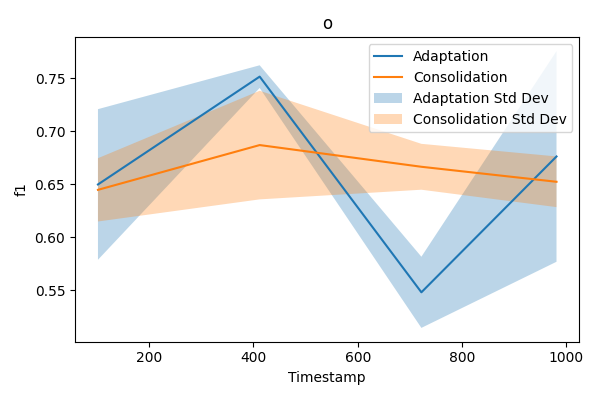 o
Adaptation
Consolidation
Adaptation Std Dev
Consolidation Std Dev
0.75
0.70
0.65
0.60
0.55
f1
200 400 600 800 1000
Timestamp